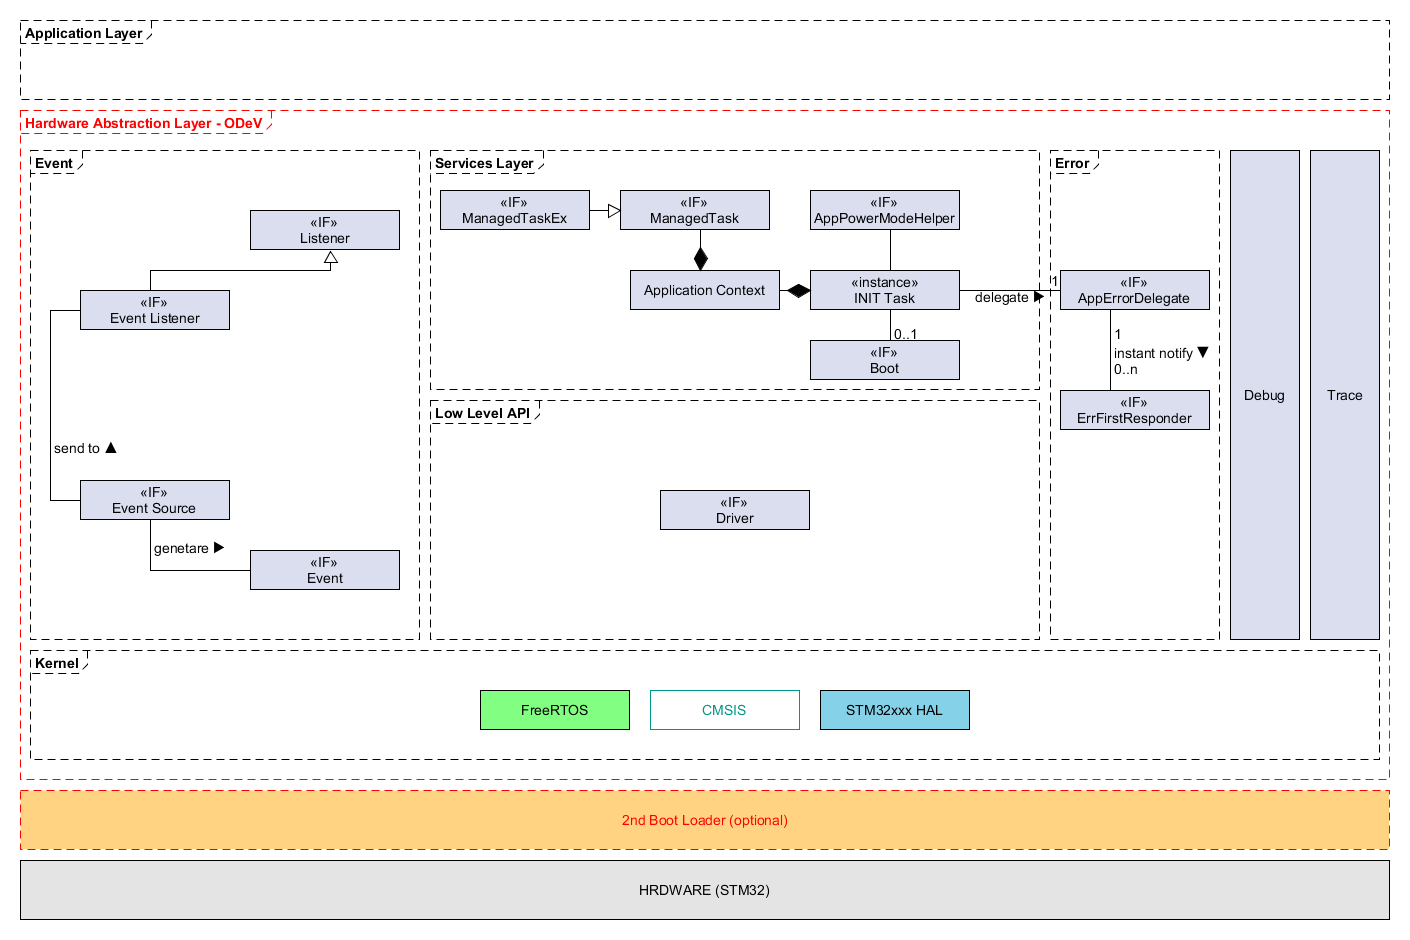 Application Layer
Hardware Abstraction Layer - ODeV
Event
«IF»
Listener
«IF»
Event Listener
send to ▲
«IF»
Event Source
genetare ▶
«IF»
Event
Services Layer
«IF»
ManagedTaskEx
«IF»
ManagedTask
«IF»
AppPowerModeHelper
Application Context
«instance»
INIT Task
delegate ▶
1
0..1
«IF»
Boot
Low Level API
«IF»
Driver
Error
«IF»
AppErrorDelegate
1
instant notify ▼
0..n
«IF»
ErrFirstResponder
Debug
Trace
Kernel
FreeRTOS
CMSIS
STM32xxx HAL
2nd Boot Loader (optional)
HRDWARE (STM32)